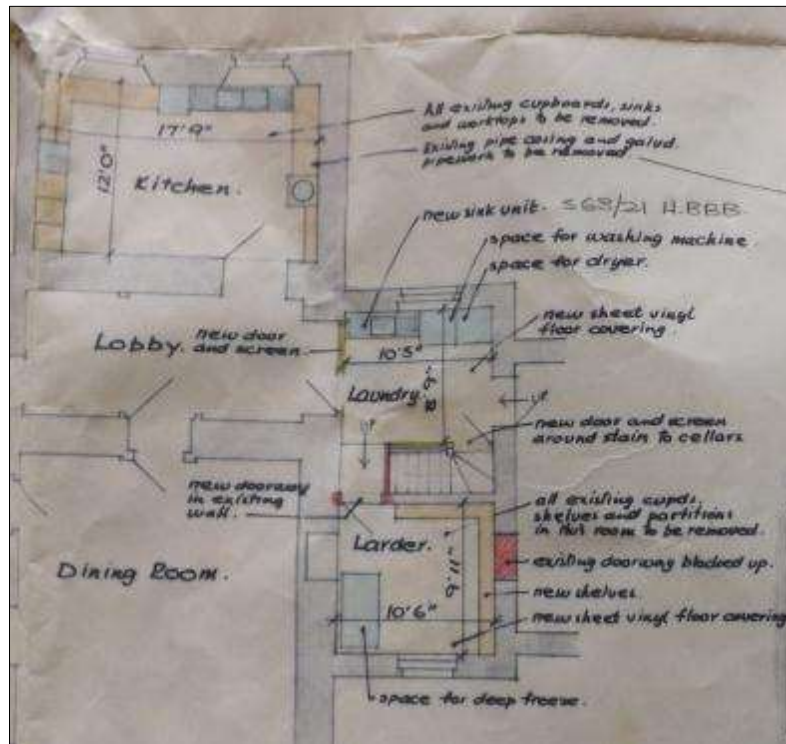 All existing cupboards, sinks
and worktops to be removed.
17'9"
Existing pipe casing and galvd.
pipework to be removed
12'0"
Kitchen.
new sink unit. S63/21 H.BBB.
space for washing machine
space for dryer.
new sheet vinyl
floor covering.
Lobby.
new door
and screen.
10'5"
Laundry.
up
new door and screen
around stair to cellars
up
new doorway
in existing
wall.
all existing cupds,
shelves and partitions
in this room to be removed.
Larder.
existing doorway blocked up.
Dining Room.
new shelves
10'6"
new sheet vinyl floor covering
space for deep freeze.